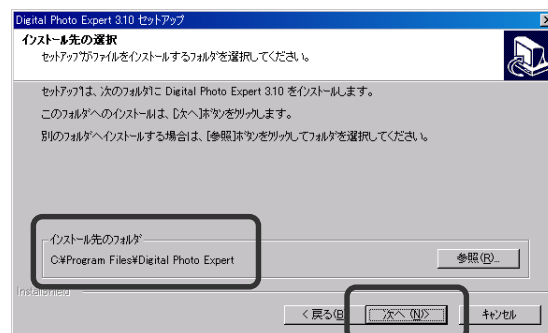 Digital Photo Expert 3.10 セットアップ
インストール先の選択
セットアップがファイルをインストールするフォルダを選択してください。
セットアップは、次のフォルダに Digital Photo Expert 3.10 をインストールします。
このフォルダへのインストールは、[次へ]ボタンをクリックします。
別のフォルダへインストールする場合は、[参照]ボタンをクリックしてフォルダを選択してください。
インストール先のフォルダ
C:¥Program Files¥Digital Photo Expert
参照(R)...
InstallShield
< 戻る(B)
次へ (N)>
キャンセル